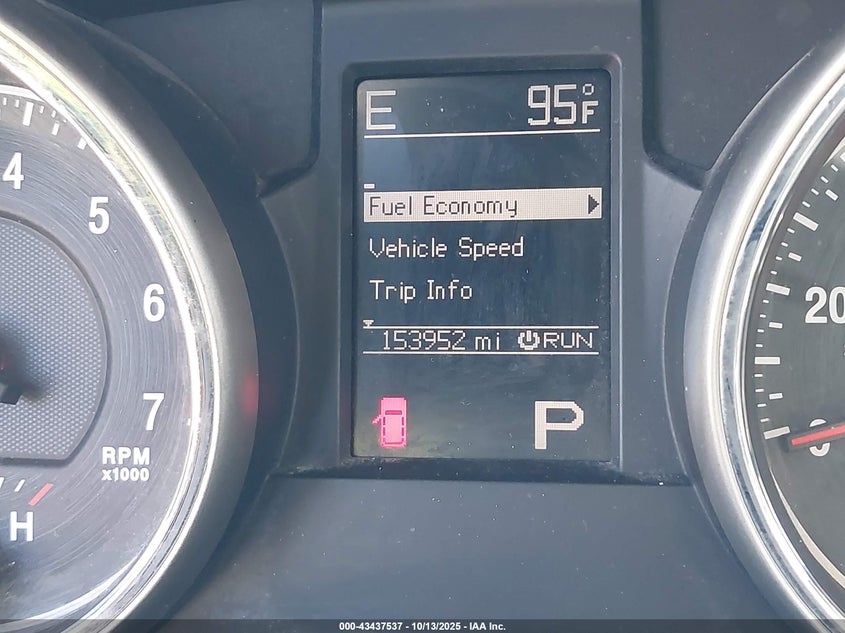 E 95°F
Fuel Economy
Vehicle Speed
Trip Info
153952 mi RUN
P
4
5
6
7
RPM
x1000
H
20
0
000-43437537 - 10/13/2025 - IAA Inc.